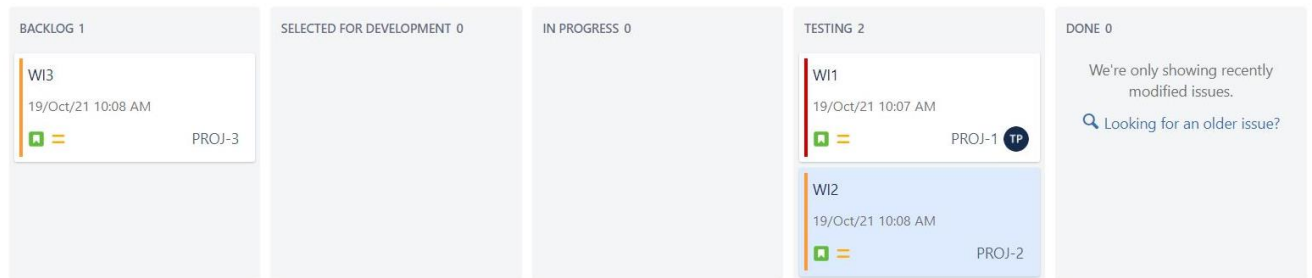 BACKLOG 1
WI3
19/Oct/21 10:08 AM
PROJ-3
SELECTED FOR DEVELOPMENT 0
IN PROGRESS 0
TESTING 2
WI1
19/Oct/21 10:07 AM
PROJ-1 TP
WI2
19/Oct/21 10:08 AM
PROJ-2
DONE 0
We're only showing recently
modified issues.
Looking for an older issue?